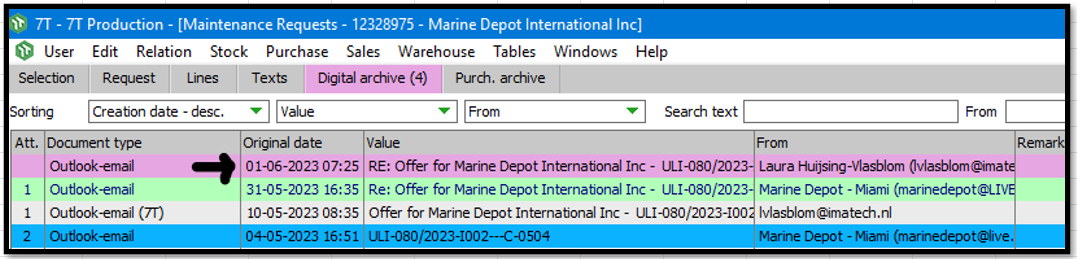 7T - 7T Production - [Maintenance Requests - 12328975 - Marine Depot International Inc]
User Edit Relation Stock Purchase Sales Warehouse Tables Windows Help
Selection Request Lines Texts Digital archive (4) Purch. archive
Sorting Creation date - desc. Value From Search text From
Att. Document type Original date Value From Remark
Outlook-email 01-06-2023 07:25 RE: Offer for Marine Depot International Inc - ULI-080/2023- Laura Huijsing-Vlasblom (lvlasblom@imate
1 Outlook-email 31-05-2023 16:35 Re: Offer for Marine Depot International Inc - ULI-080/2023- Marine Depot - Miami (marinedepot@LIVE
1 Outlook-email (7T) 10-05-2023 08:35 Offer for Marine Depot International Inc - ULI-080/2023-I002 lvlasblom@imatech.nl
2 Outlook-email 04-05-2023 16:51 ULI-080/2023-I002---C-0504 Marine Depot - Miami (marinedepot@live.